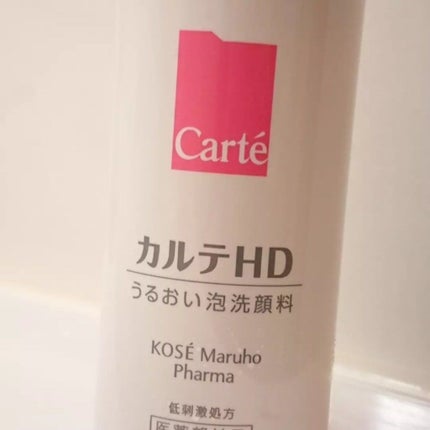 Carté
カルテHD
うるおい泡洗顔料
KOSÉ Maruho
Pharma
低刺激処方